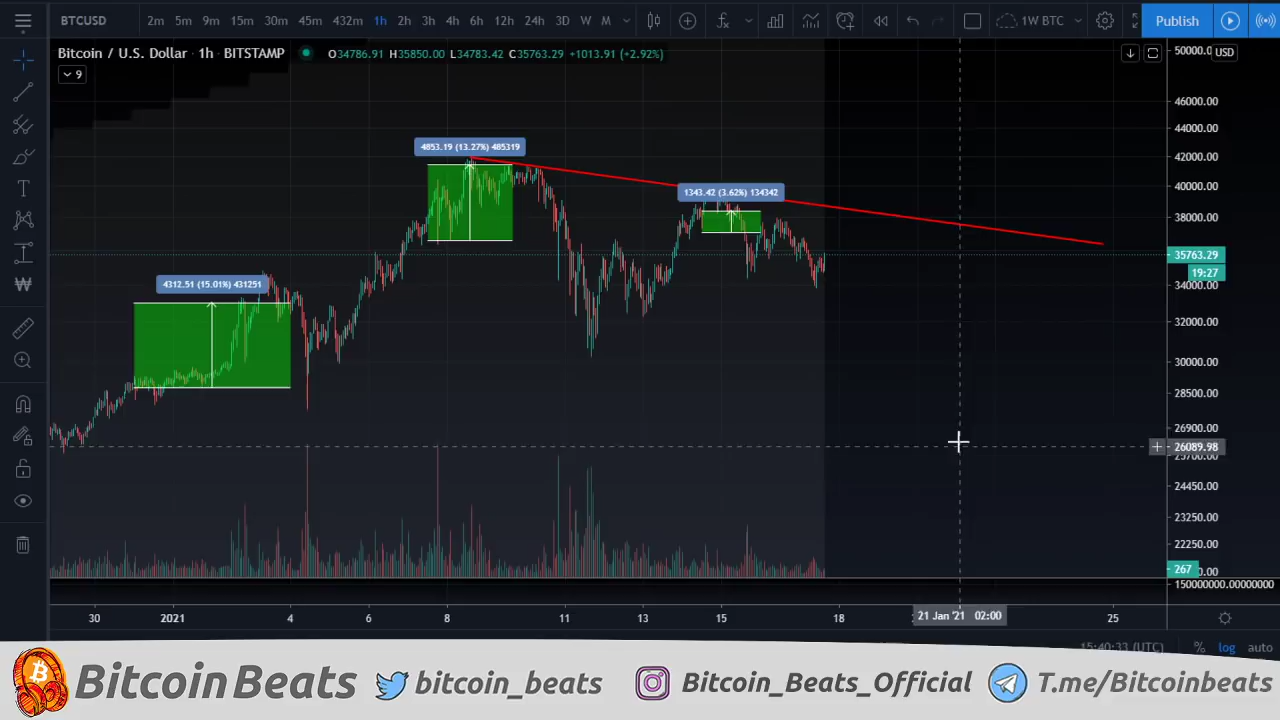 BTCUSD 2m 5m 9m 15m 30m 45m 432m 1h 2h 3h 4h 6h 12h 24h 3D W M 1W BTC Publish
Bitcoin / U.S. Dollar · 1h · BITSTAMP O34786.91 H35850.00 L34783.42 C35763.29 +1013.91 (+2.92%) USD
9
50000.0
46000.00
44000.00
4853.19 (13.27%) 485319
42000.00
40000.00
1343.42 (3.62%) 134342
38000.00
35763.29
19:27
4312.51 (15.01%) 431251
34000.00
32000.00
30000.00
28500.00
26900.00
26089.98
24450.00
23250.00
22250.00
267
15000000.00000000
30 2021 4 6 8 11 13 15 18 21 Jan '21 02:00 25
15:40:33 (UTC) % log auto
BitcoinBeats bitcoin_beats Bitcoin_Beats_Official T.me/Bitcoinbeats